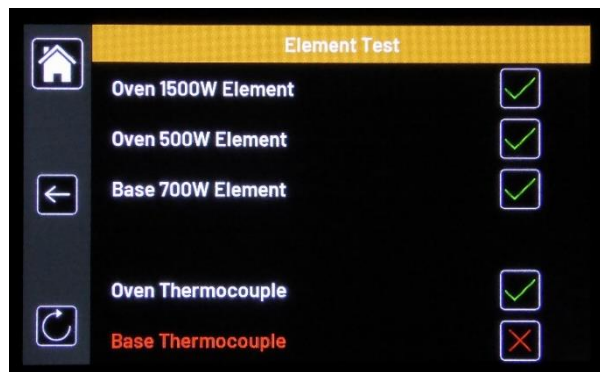 Element Test
Oven 1500W Element
Oven 500W Element
Base 700W Element
Oven Thermocouple
Base Thermocouple